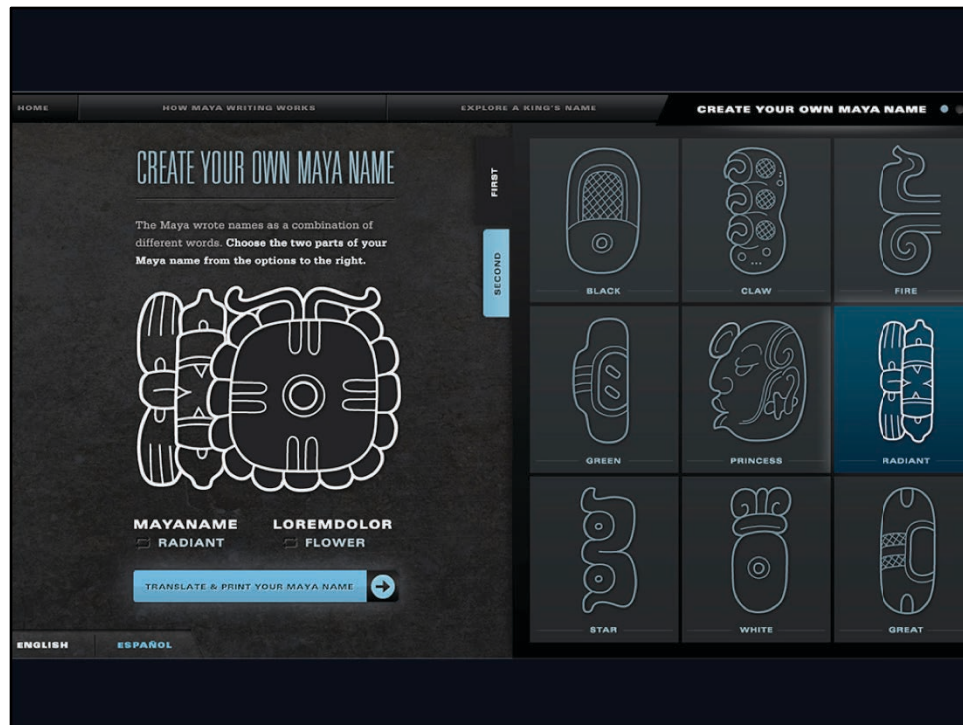 HOME
HOW MAYA WRITING WORKS
EXPLORE A KING'S NAME
CREATE YOUR OWN MAYA NAME
CREATE YOUR OWN MAYA NAME
The Maya wrote names as a combination of
different words. Choose the two parts of your
Maya name from the options to the right.
MAYANAME
RADIANT
LOREMDOLOR
FLOWER
TRANSLATE & PRINT YOUR MAYA NAME
ENGLISH
ESPAÑOL
FIRST
SECOND
BLACK
CLAW
FIRE
GREEN
PRINCESS
RADIANT
STAR
WHITE
GREAT